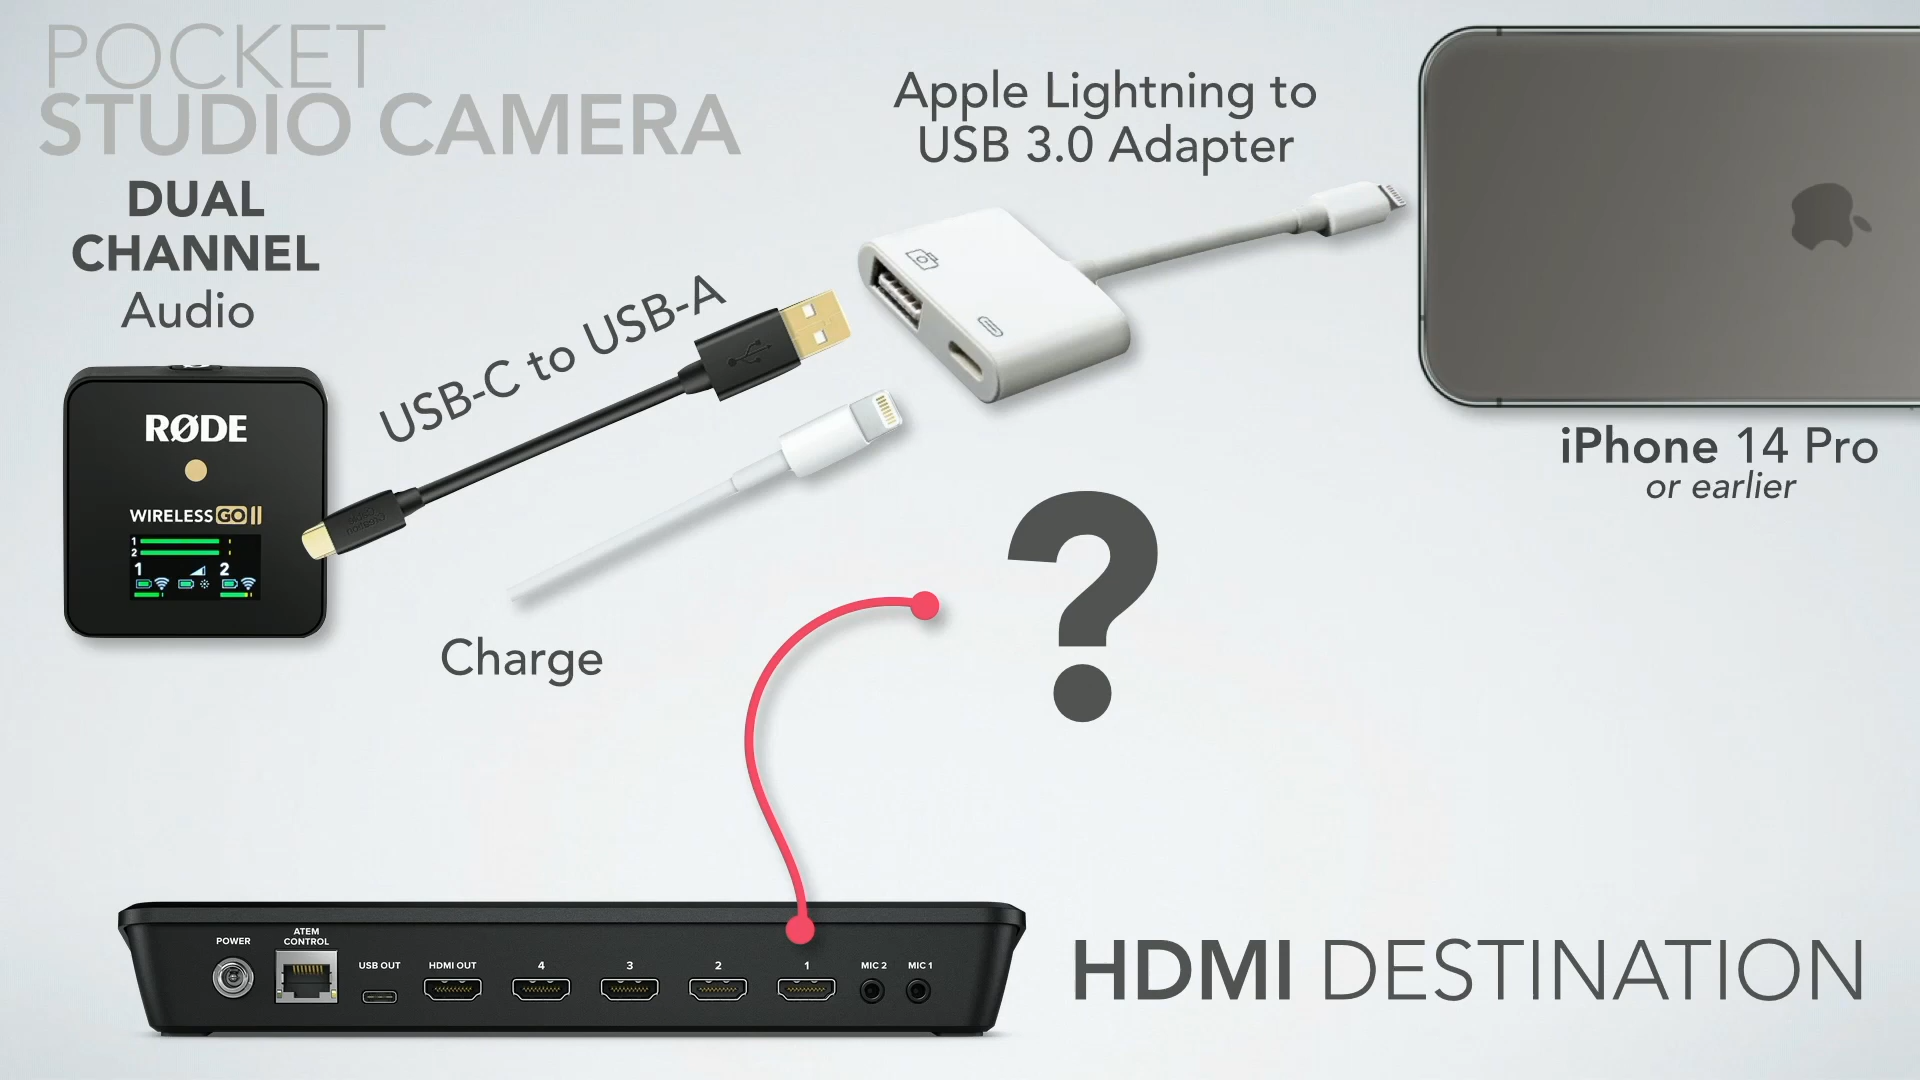 POCKET
STUDIO CAMERA
DUAL
CHANNEL
Audio
Apple Lightning to
USB 3.0 Adapter
USB-C to USB-A
RØDE
WIRELESS GO II
1
2
1 2
Charge
iPhone 14 Pro
or earlier
?
POWER
ATEM
CONTROL
USB OUT
HDMI OUT
4
3
2
1
MIC 2
MIC 1
HDMI DESTINATION